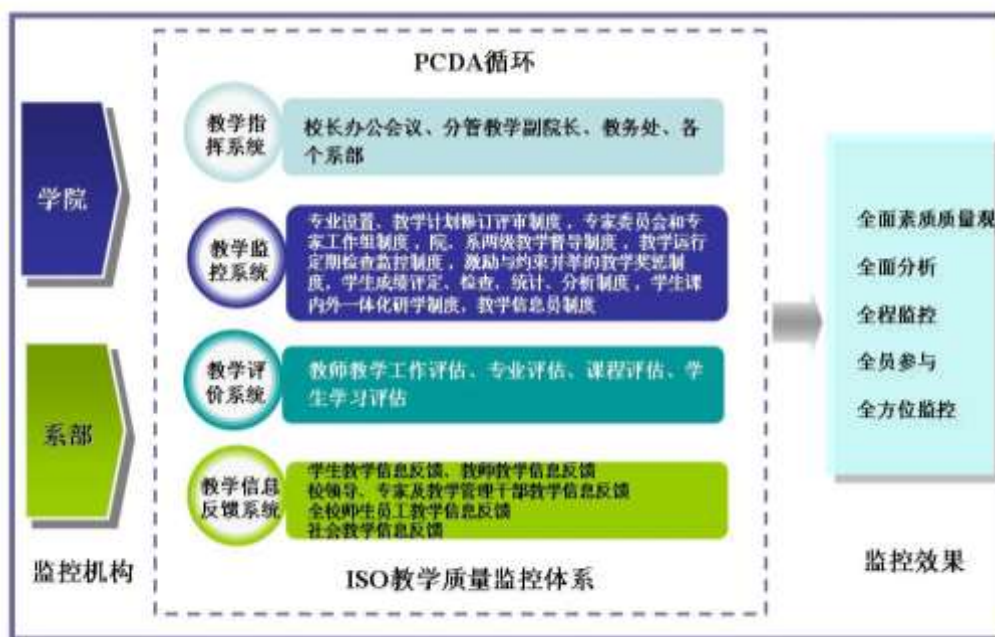 PCDA循环
学院
系部
监控机构
教学指
挥系统
校长办公会议、分管教学副院长、教务处、各
个系部
教学监
控系统
专业设置、教学计划修订评审制度，专家委员会和专
家工作组制度，院、系两级教学督导制度，教学运行
定期检查监控制度，激励与约束并举的教学奖惩制
度，学生成绩评定、检查、统计、分析制度，学生课
内外一体化研学制度，教学信息员制度
教学评
价系统
教师教学工作评估、专业评估、课程评估、学
生学习评估
教学信息
反馈系统
学生教学信息反馈、教师教学信息反馈
校领导、专家及教学管理干部教学信息反馈
全校师生员工教学信息反馈
社会教学信息反馈
ISO教学质量监控体系
全面素质质量观
全面分析
全程监控
全员参与
全方位监控
监控效果